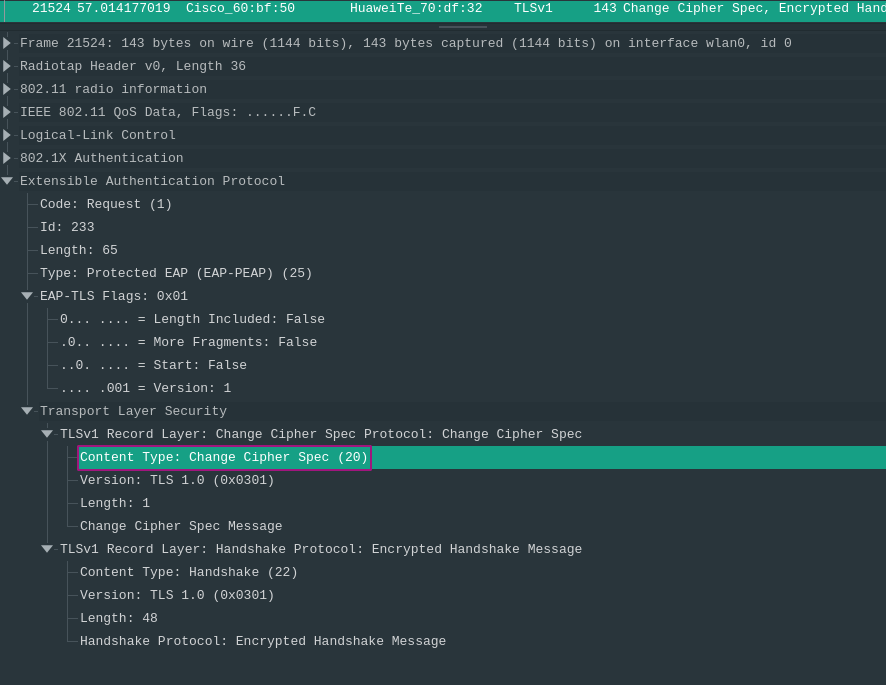 21524 57.014177019 Cisco_60:bf:50 HuaweiTe_70:df:32 TLSv1 143 Change Cipher Spec, Encrypted Hand
Frame 21524: 143 bytes on wire (1144 bits), 143 bytes captured (1144 bits) on interface wlan0, id 0
Radiotap Header v0, Length 36
802.11 radio information
IEEE 802.11 QoS Data, Flags: ......F.C
Logical-Link Control
802.1X Authentication
Extensible Authentication Protocol
Code: Request (1)
Id: 233
Length: 65
Type: Protected EAP (EAP-PEAP) (25)
EAP-TLS Flags: 0x01
0... .... = Length Included: False
.0.. .... = More Fragments: False
..0. .... = Start: False
.... .001 = Version: 1
Transport Layer Security
TLSv1 Record Layer: Change Cipher Spec Protocol: Change Cipher Spec
Content Type: Change Cipher Spec (20)
Version: TLS 1.0 (0x0301)
Length: 1
Change Cipher Spec Message
TLSv1 Record Layer: Handshake Protocol: Encrypted Handshake Message
Content Type: Handshake (22)
Version: TLS 1.0 (0x0301)
Length: 48
Handshake Protocol: Encrypted Handshake Message